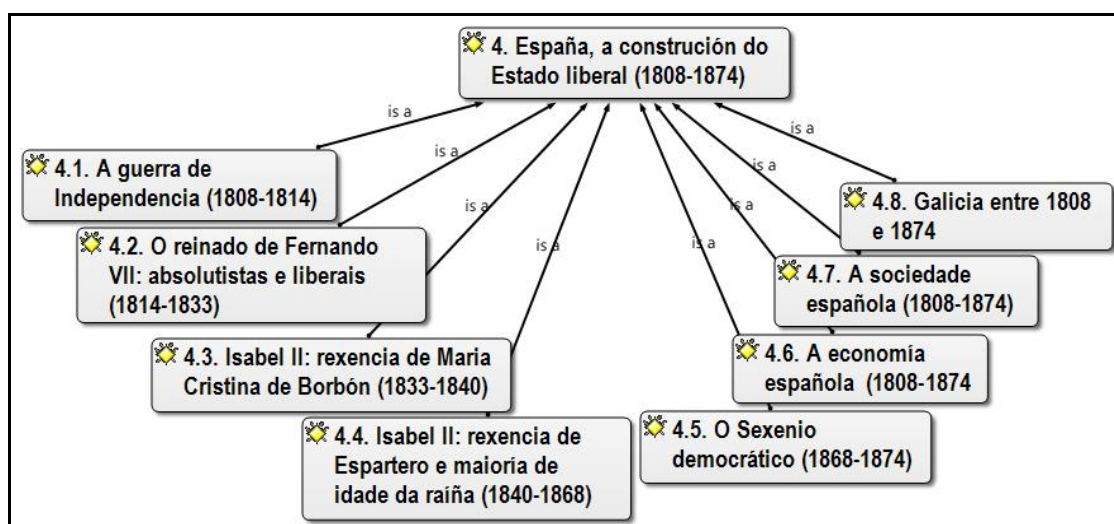 4. España, a construción do
Estado liberal (1808-1874)
is a
is a
is a
is a
is a
is a
is a
is a
4.1. A guerra de
Independencia (1808-1814)
4.2. O reinado de Fernando
VII: absolutistas e liberais
(1814-1833)
4.3. Isabel II: rexencia de Maria
Cristina de Borbón (1833-1840)
4.4. Isabel II: rexencia de
Espartero e maioría de
idade da raíña (1840-1868)
4.8. Galicia entre 1808
e 1874
4.7. A sociedade
española (1808-1874)
4.6. A economía
española (1808-1874
4.5. O Sexenio
democrático (1868-1874)